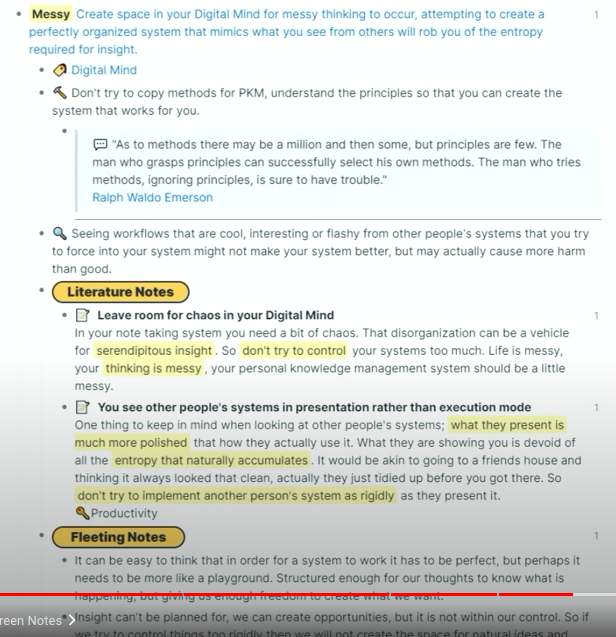 Messy Create space in your Digital Mind for messy thinking to occur, attempting to create a 1
perfectly organized system that mimics what you see from others will rob you of the entropy
required for insight.
Digital Mind
Don't try to copy methods for PKM, understand the principles so that you can create the
system that works for you.
"As to methods there may be a million and then some, but principles are few. The
man who grasps principles can successfully select his own methods. The man who tries
methods, ignoring principles, is sure to have trouble."
Ralph Waldo Emerson
Seeing workflows that are cool, interesting or flashy from other people's systems that you try
to force into your system might not make your system better, but may actually cause more harm
than good.
Literature Notes
Leave room for chaos in your Digital Mind 1
In your note taking system you need a bit of chaos. That disorganization can be a vehicle
for serendipitous insight. So don't try to control your systems too much. Life is messy,
your thinking is messy, your personal knowledge management system should be a little
messy.
You see other people's systems in presentation rather than execution mode 1
One thing to keep in mind when looking at other people's systems; what they present is
much more polished that how they actually use it. What they are showing you is devoid of
all the entropy that naturally accumulates. It would be akin to going to a friends house and
thinking it always looked that clean, actually they just tidied up before you got there. So
don't try to implement another person's system as rigidly as they present it.
Productivity
Fleeting Notes 1
It can be easy to think that in order for a system to work it has to be perfect, but perhaps it
needs to be more like a playground. Structured enough for our thoughts to know what is
happening, but giving us enough freedom to create what we want.
reen Notes
Insight can't be planned for, we can create opportunities, but it is not within our control. So if
we try to control things too rigidly then we will not create the space for natural ideas